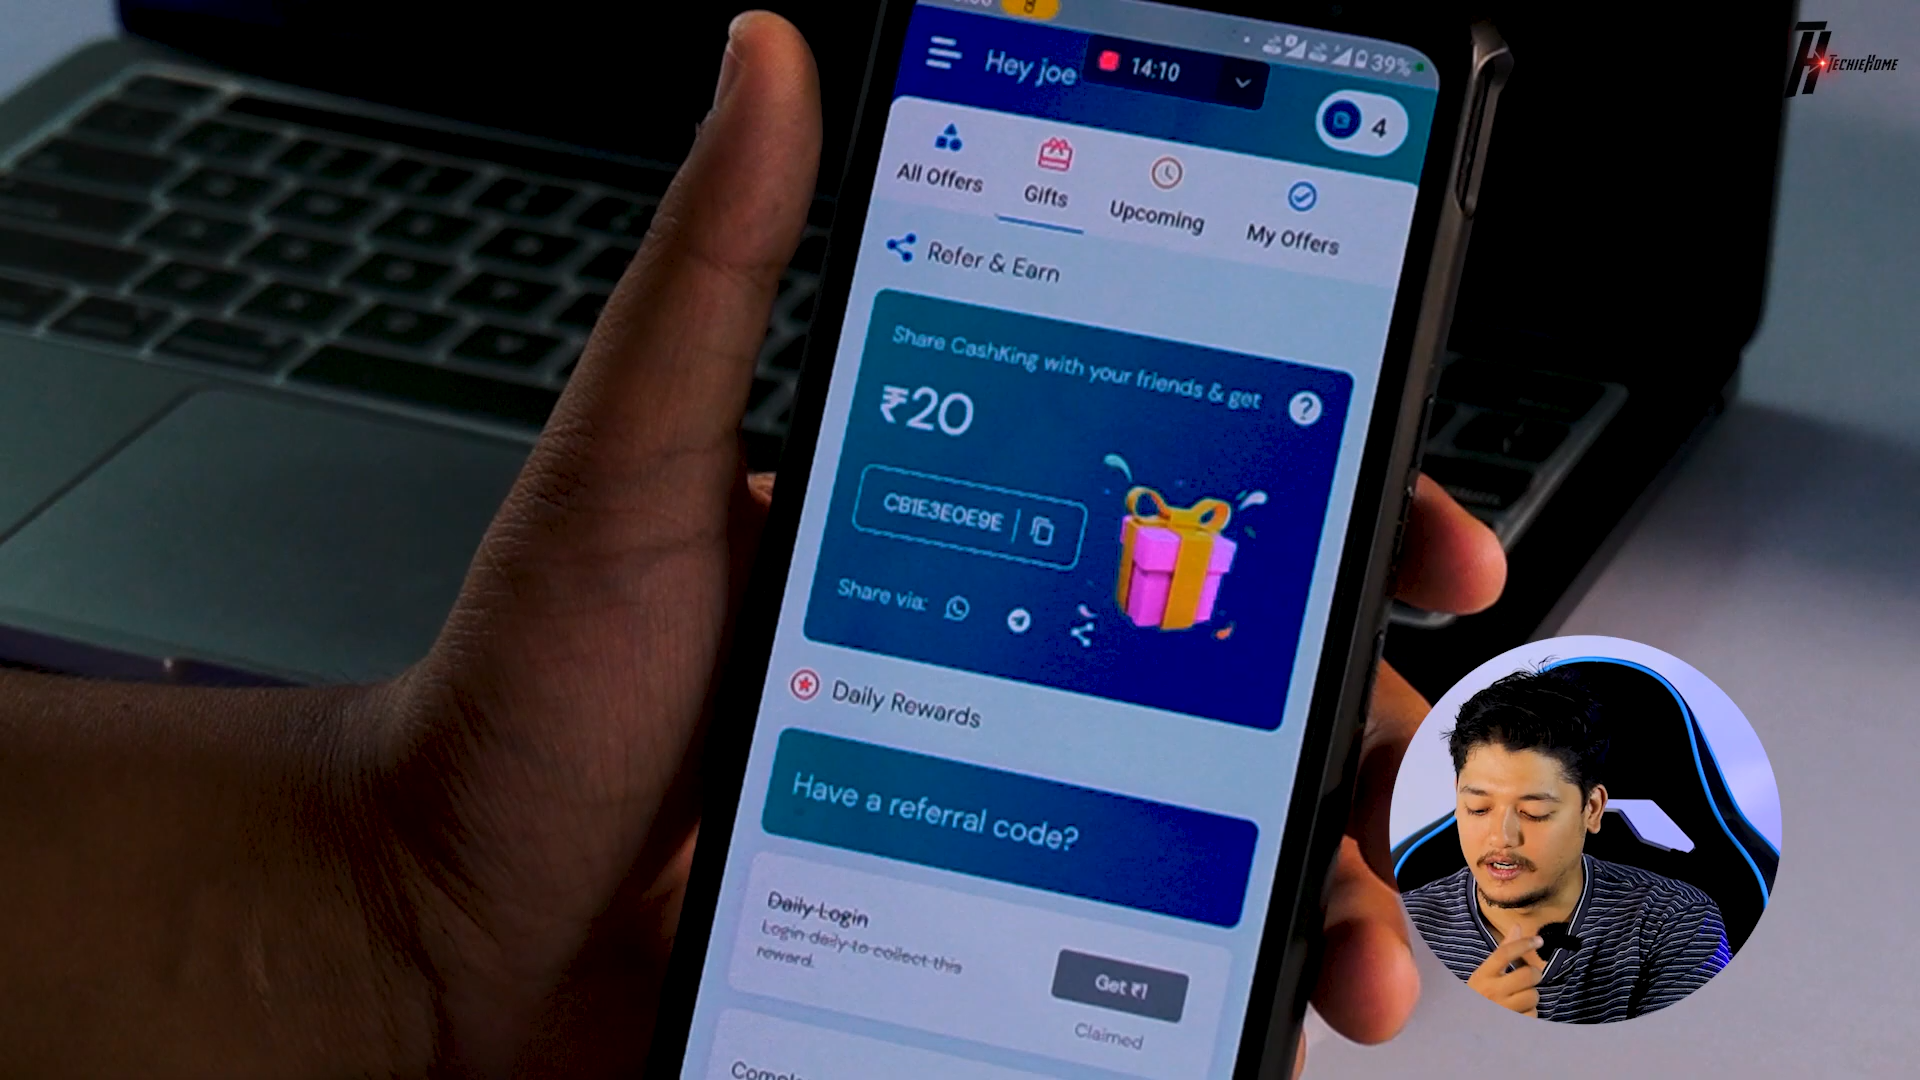 TECHIEHOME
39%
Hey joe
14:10
4
All Offers
Gifts
Upcoming
My Offers
Refer & Earn
Share CashKing with your friends & get
₹20
?
CB1E3E0E9E
Share via:
Daily Rewards
Have a referral code?
Daily Login
Login daily to collect this
reward.
Get ₹1
Claimed